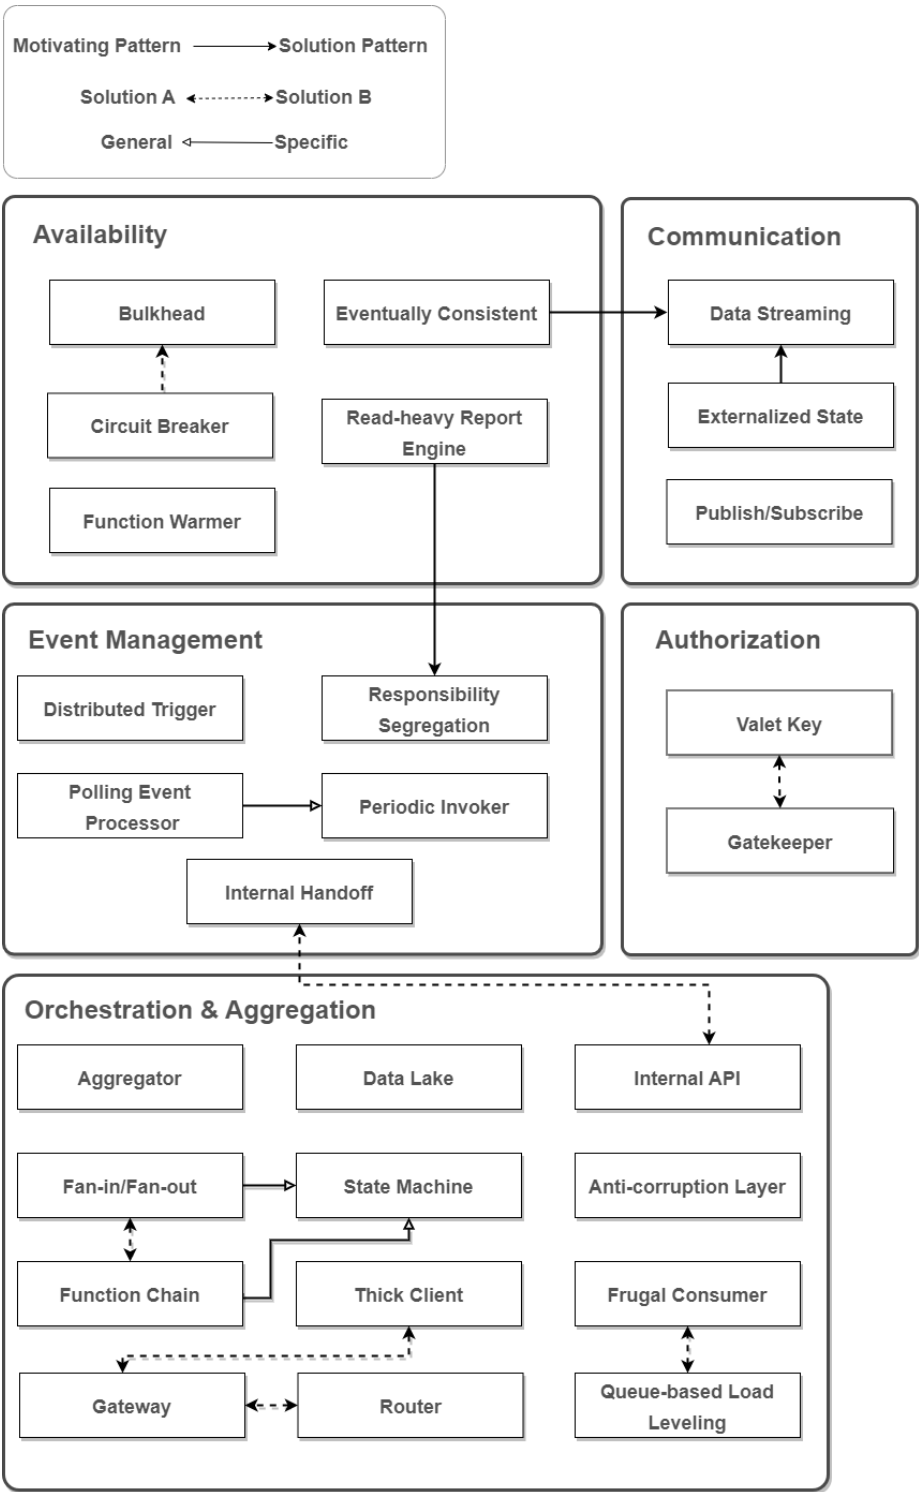 Motivating Pattern Solution Pattern
Solution A Solution B
General Specific
Availability
Bulkhead
Eventually Consistent
Circuit Breaker
Read-heavy Report
Engine
Function Warmer
Communication
Data Streaming
Externalized State
Publish/Subscribe
Event Management
Distributed Trigger
Responsibility
Segregation
Polling Event
Processor
Periodic Invoker
Internal Handoff
Authorization
Valet Key
Gatekeeper
Orchestration & Aggregation
Aggregator
Data Lake
Internal API
Fan-in/Fan-out
State Machine
Anti-corruption Layer
Function Chain
Thick Client
Frugal Consumer
Gateway
Router
Queue-based Load
Leveling